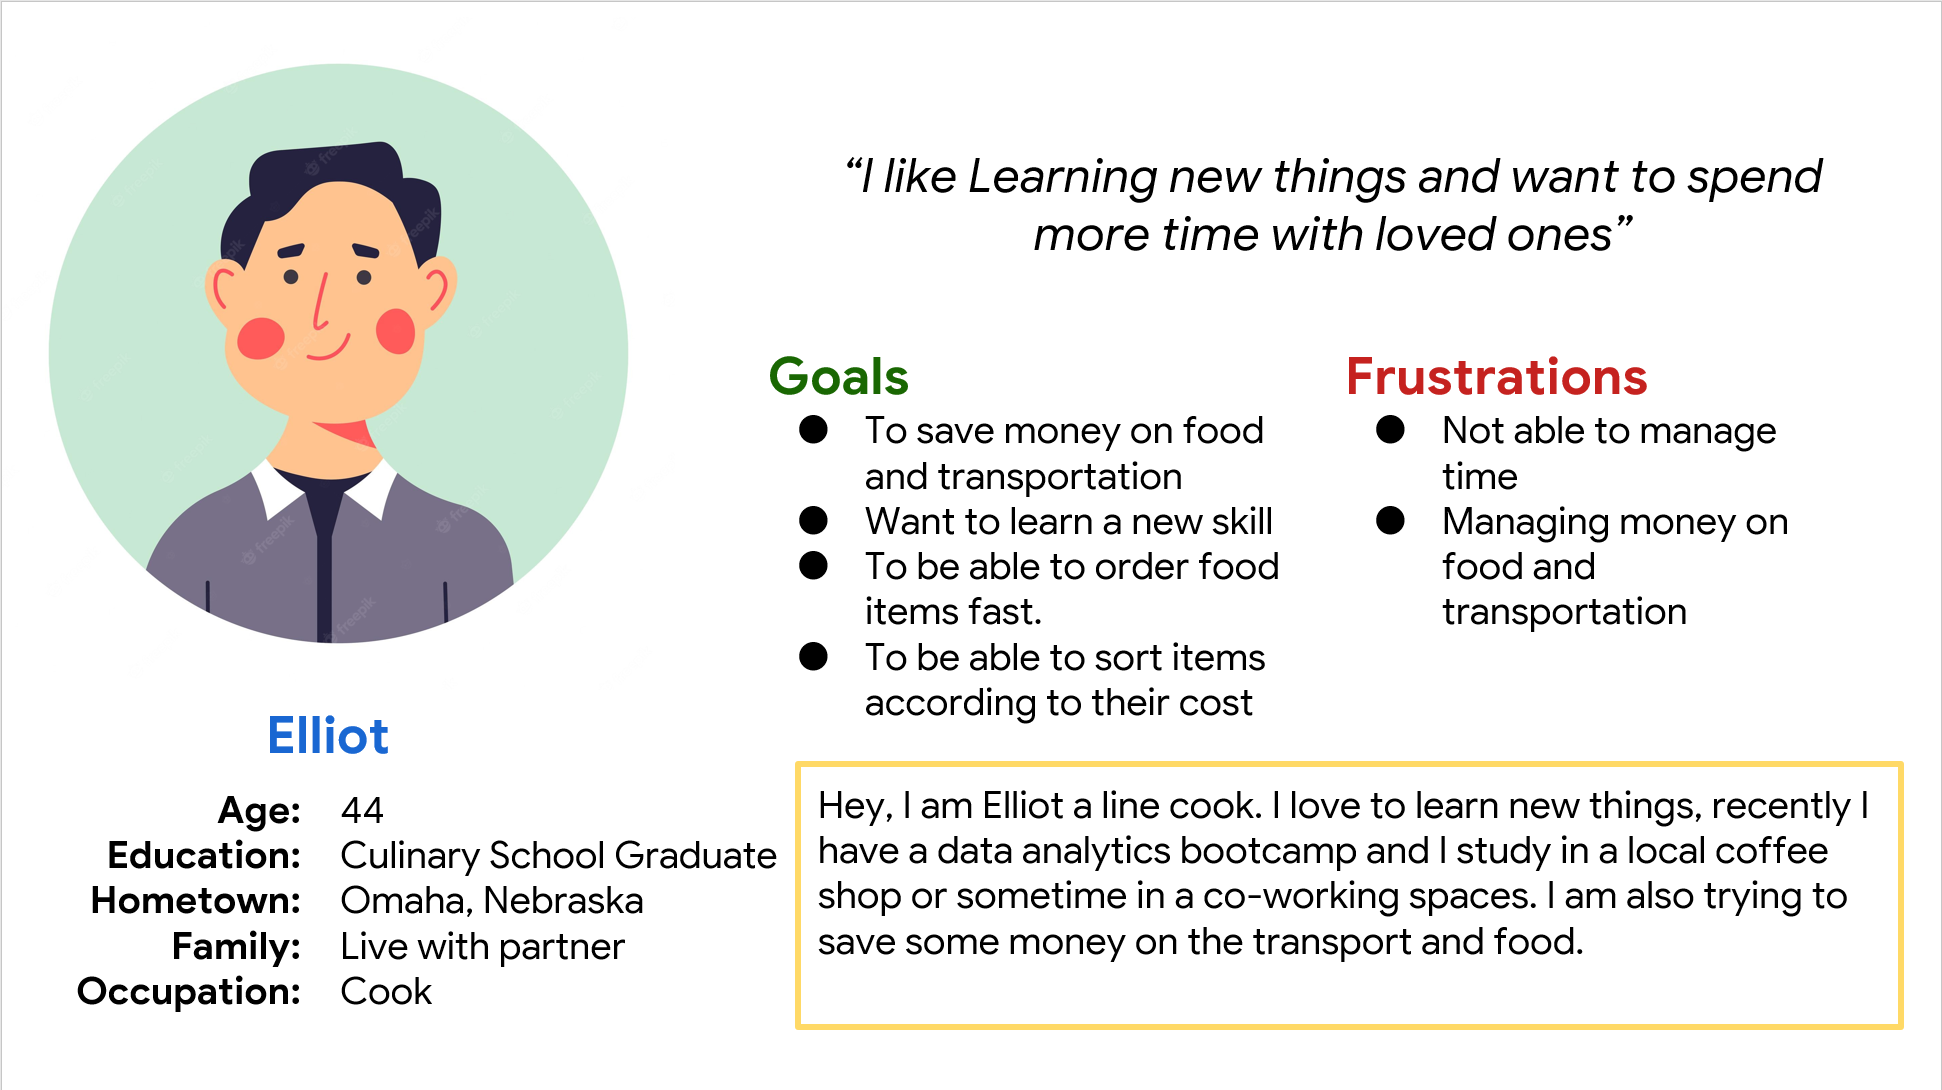 “I like Learning new things and want to spend
more time with loved ones”
Goals
● To save money on food
and transportation
● Want to learn a new skill
● To be able to order food
items fast.
● To be able to sort items
according to their cost
Frustrations
● Not able to manage
time
● Managing money on
food and
transportation
Elliot
Age: 44
Education: Culinary School Graduate
Hometown: Omaha, Nebraska
Family: Live with partner
Occupation: Cook
Hey, I am Elliot a line cook. I love to learn new things, recently I
have a data analytics bootcamp and I study in a local coffee
shop or sometime in a co-working spaces. I am also trying to
save some money on the transport and food.
freepik
freepik
freepik